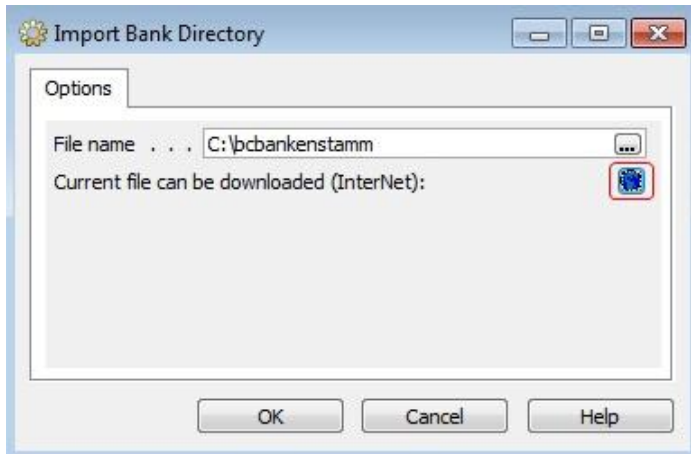 Import Bank Directory
Options
File name . . . C:\bcbankenstamm ...
Current file can be downloaded (InterNet):
OK Cancel Help